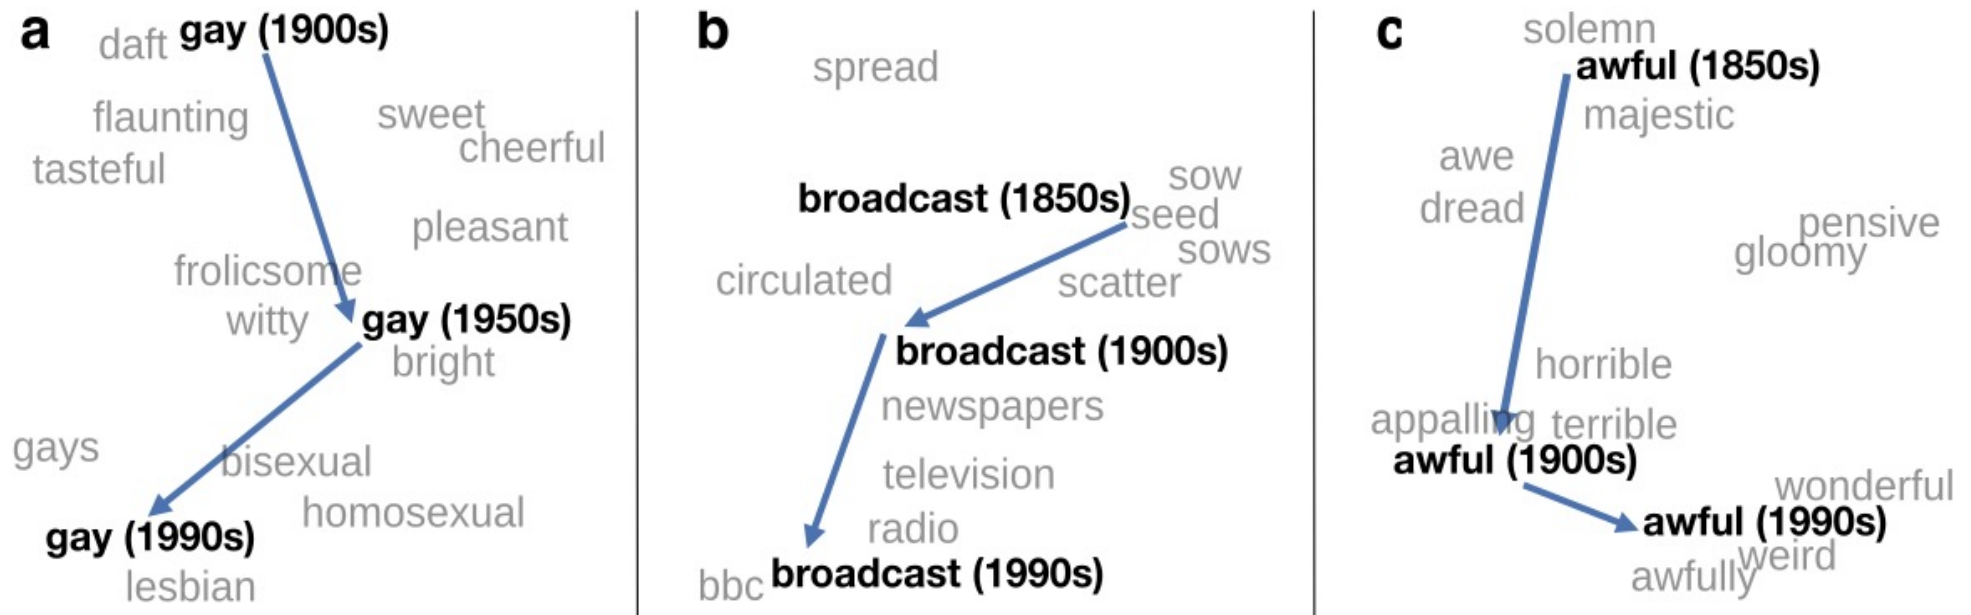 a
daft gay (1900s)
flaunting
sweet
cheerful
tasteful
pleasant
frolicsome
witty
gay (1950s)
bright
gays
bisexual
homosexual
gay (1990s)
lesbian
b
spread
sow
broadcast (1850s)
seed
sows
circulated
scatter
broadcast (1900s)
newspapers
television
radio
bbc broadcast (1990s)
c
solemn
awful (1850s)
majestic
awe
dread
pensive
gloomy
horrible
appalling terrible
awful (1900s)
wonderful
awful (1990s)
weird
awfully